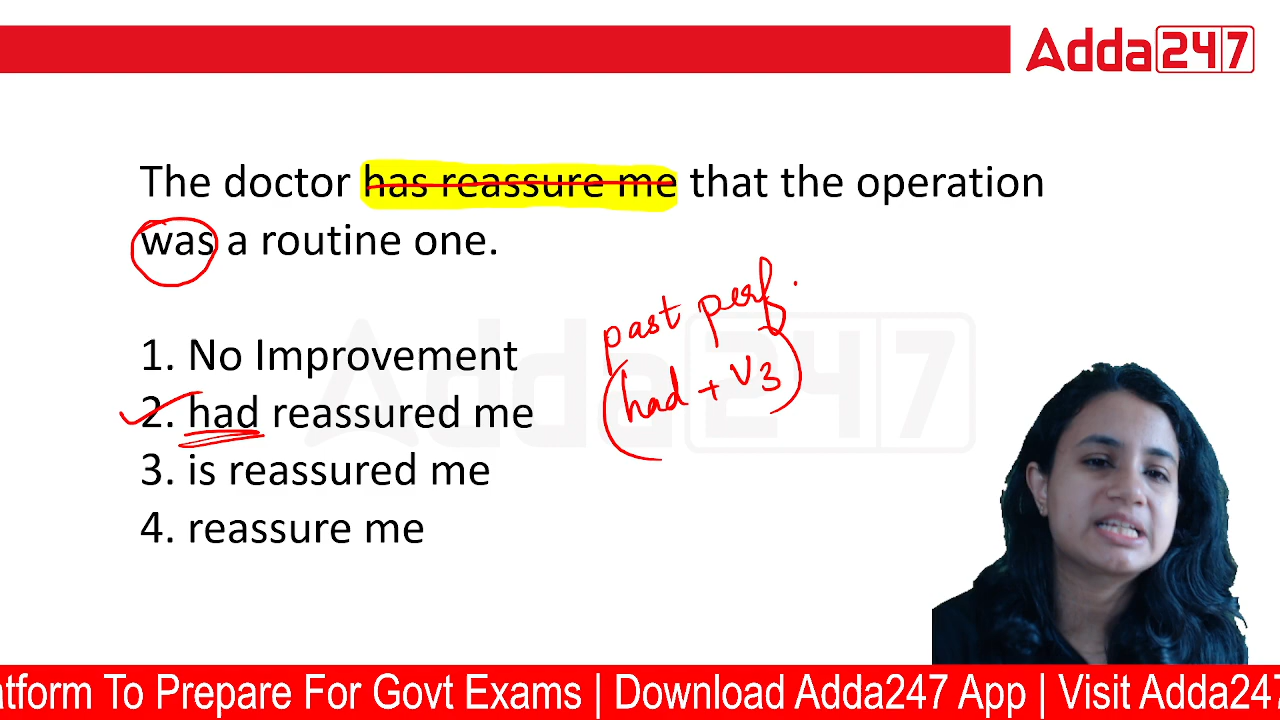 Adda247
The doctor has reassure me that the operation
was a routine one.
past perf.
1. No Improvement
had + V3
2. had reassured me
3. is reassured me
4. reassure me
Adda247
atform To Prepare For Govt Exams | Download Adda247 App | Visit Adda247